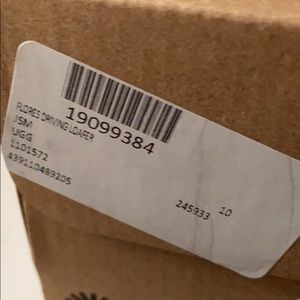 19099384
FLORES DRIVING LOAFER
JSM
UGG
1101572
439110489205
245933 10